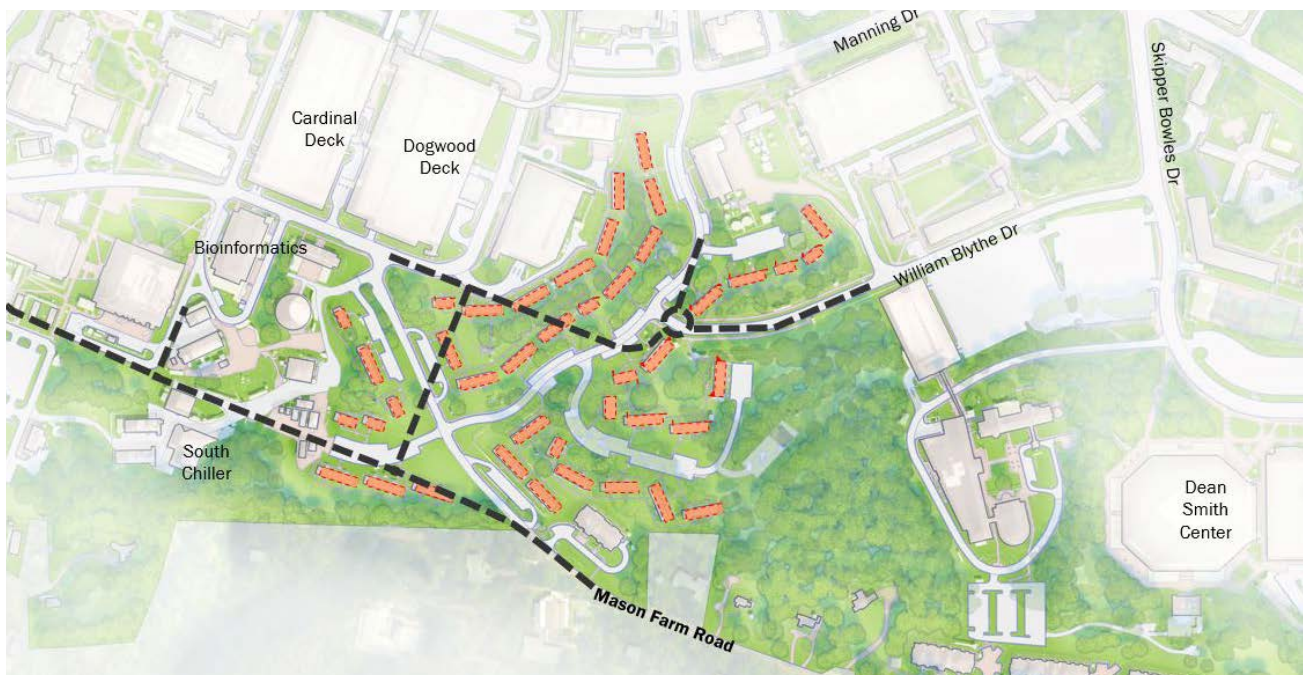 Manning Dr
Skipper Bowles Dr
Cardinal
Deck
Dogwood
Deck
Bioinformatics
William Blythe Dr
South
Chiller
Dean
Smith
Center
Mason Farm Road